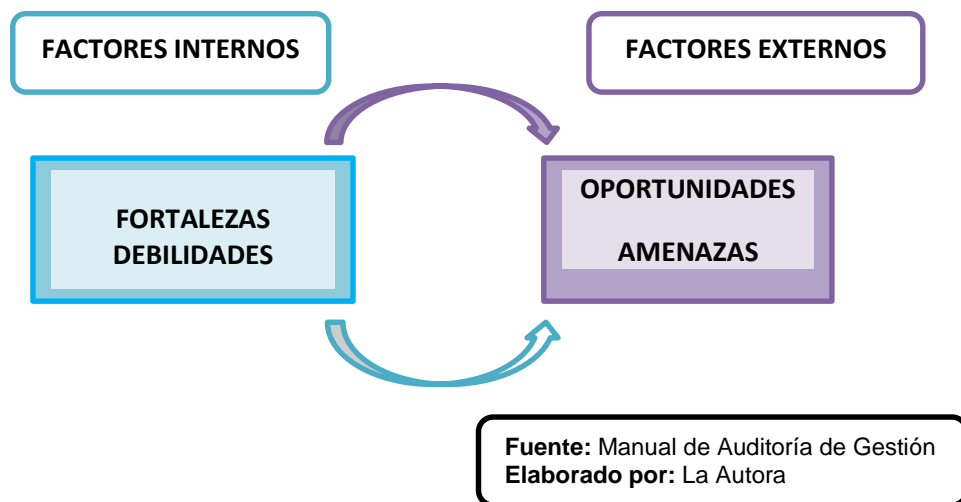 FACTORES INTERNOS
FACTORES EXTERNOS
FORTALEZAS
DEBILIDADES
OPORTUNIDADES
AMENAZAS
Fuente: Manual de Auditoría de Gestión
Elaborado por: La Autora